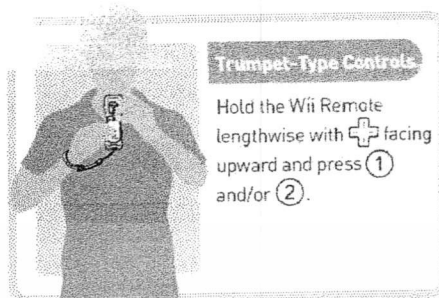 Trumpet-Type Controls
Hold the Wii Remote
lengthwise with facing
upward and press 1
and/or 2.